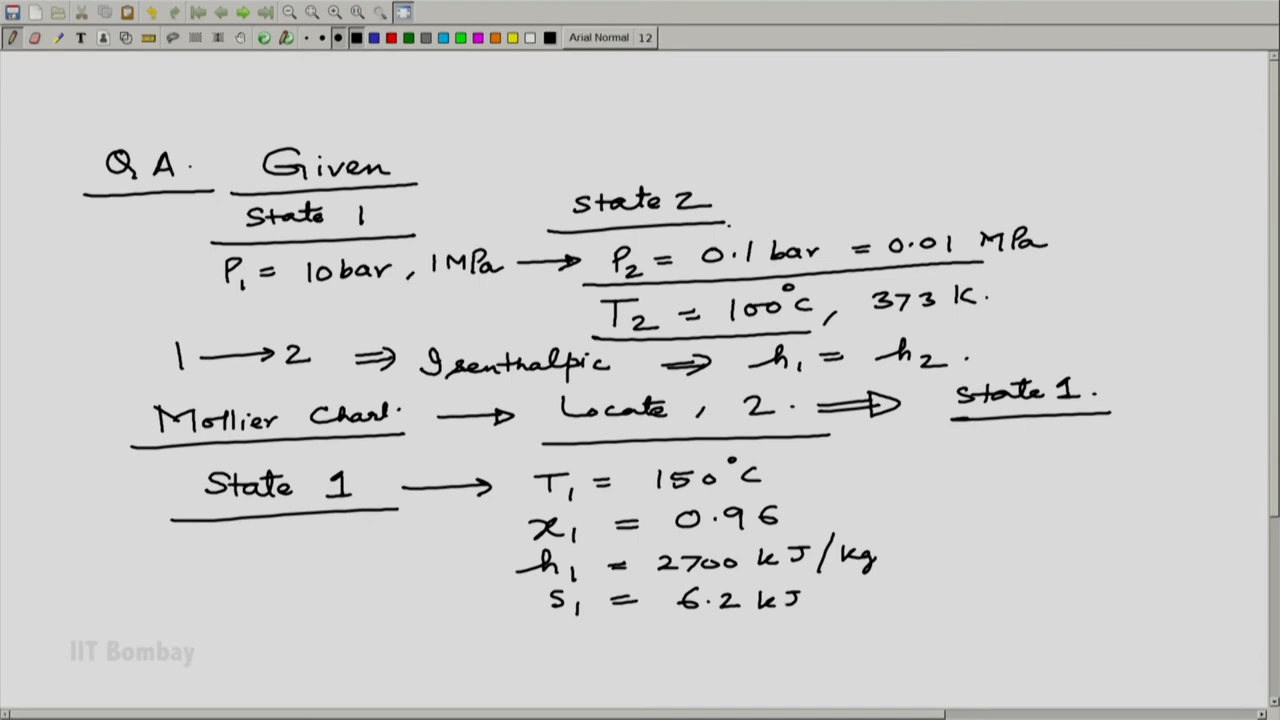 Arial Normal 12
Q A. Given
State 1 State 2
P1 = 10 bar, 1 MPa → P2 = 0.1 bar = 0.01 MPa
T2 = 100°C, 373 K.
1 → 2 ⇒ Isenthalpic ⇒ h1 = h2.
Mollier Chart. → Locate, 2. ⇒ State 1.
State 1 → T1 = 150°C
x1 = 0.96
h1 = 2700 kJ/kg
s1 = 6.2 kJ
IIT Bombay